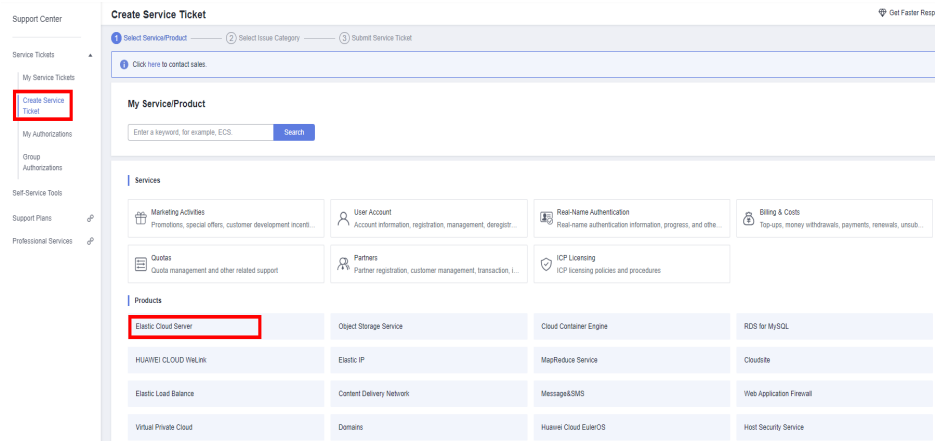 Support Center
Service Tickets
My Service Tickets
Create Service
Ticket
My Authorizations
Group
Authorizations
Self-Service Tools
Support Plans
Professional Services
Create Service Ticket
Get Faster Resp
1 Select Service/Product
2 Select Issue Category
3 Submit Service Ticket
Click here to contact sales.
My Service/Product
Enter a keyword, for example, ECS.
Search
Services
Marketing Activities
Promotions, special offers, customer development incenti...
User Account
Account information, registration, management, deregistr...
Real-Name Authentication
Real-name authentication information, progress, and othe...
Billing & Costs
Top-ups, money withdrawals, payments, renewals, unsub...
Quotas
Quota management and other related support
Partners
Partner registration, customer management, transaction, i...
ICP Licensing
ICP licensing policies and procedures
Products
Elastic Cloud Server
Object Storage Service
Cloud Container Engine
RDS for MySQL
HUAWEI CLOUD WeLink
Elastic IP
MapReduce Service
Cloudsite
Elastic Load Balance
Content Delivery Network
Message&SMS
Web Application Firewall
Virtual Private Cloud
Domains
Huawei Cloud EulerOS
Host Security Service